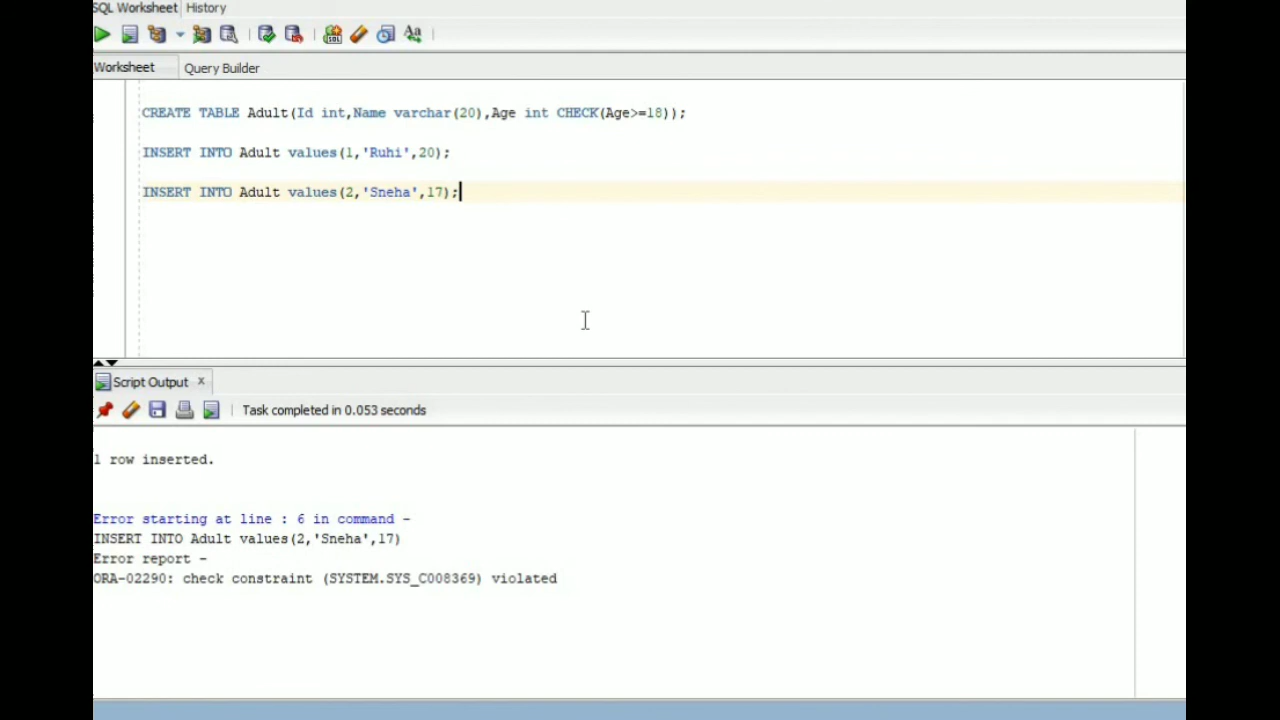 SQL Worksheet History
Worksheet Query Builder
CREATE TABLE Adult(Id int,Name varchar(20),Age int CHECK(Age>=18));
INSERT INTO Adult values(1,'Ruhi',20);
INSERT INTO Adult values(2,'Sneha',17);
Script Output x
Task completed in 0.053 seconds
1 row inserted.
Error starting at line : 6 in command -
INSERT INTO Adult values(2,'Sneha',17)
Error report -
ORA-02290: check constraint (SYSTEM.SYS_C008369) violated